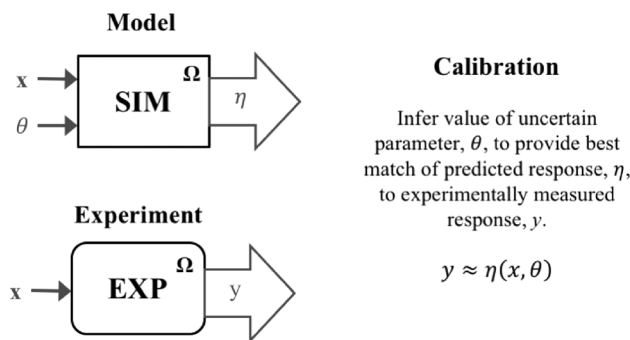 Model
x
θ
SIM
Ω
η
Experiment
x
EXP
Ω
y
Calibration
Infer value of uncertain
parameter, θ, to provide best
match of predicted response, η,
to experimentally measured
response, y.
y ≈ η(x, θ)